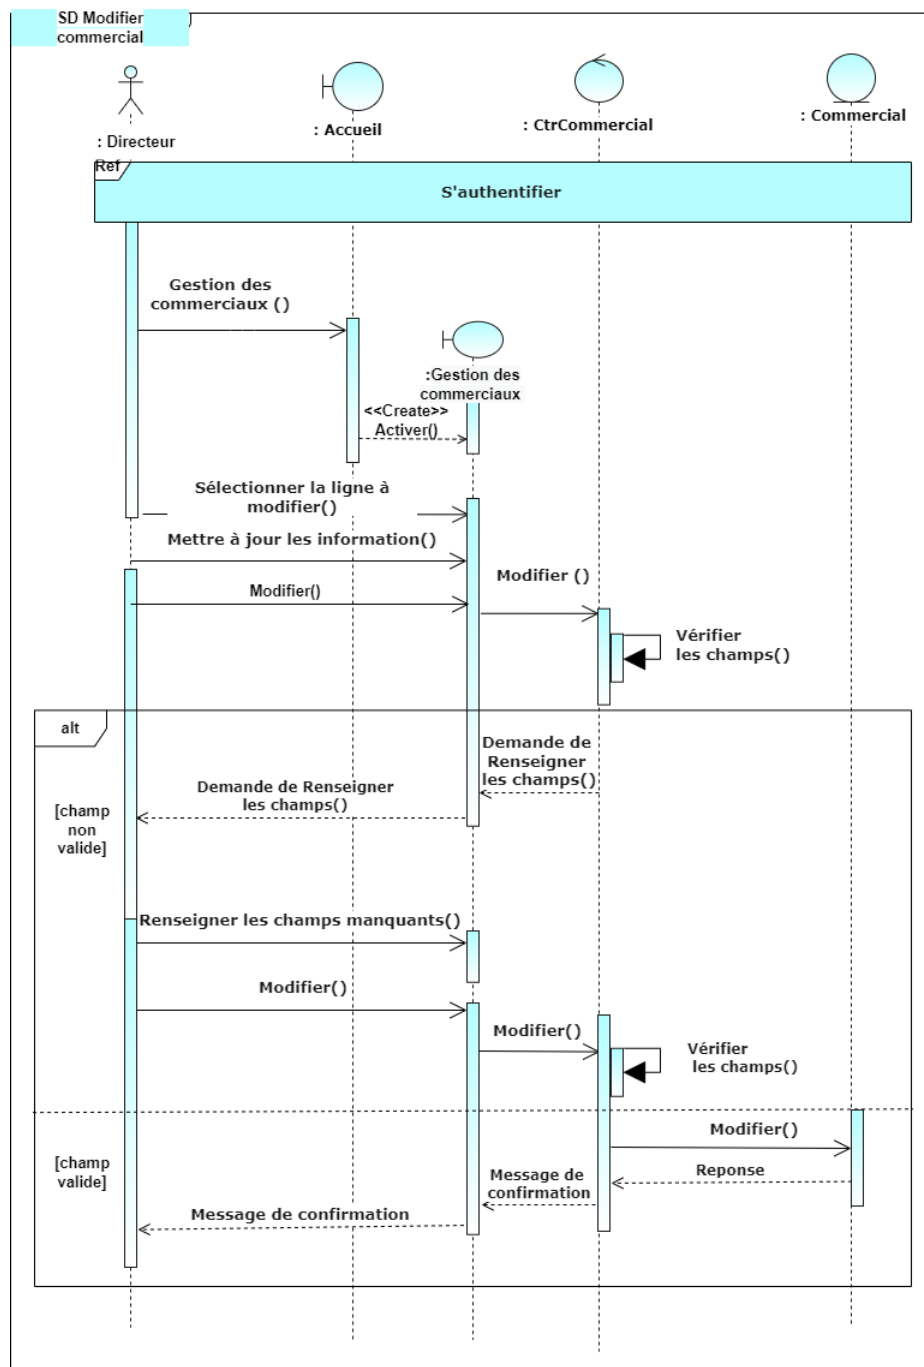 SD Modifier
commercial
: Directeur
: Accueil
: CtrCommercial
: Commercial
Ref
S'authentifier
Gestion des
commerciaux ()
:Gestion des
commerciaux
<<Create>>
Activer()
Sélectionner la ligne à
modifier()
Mettre à jour les information()
Modifier()
Modifier ()
Vérifier
les champs()
alt
Demande de
Renseigner
les champs()
Demande de Renseigner
les champs()
[champ
non
valide]
Renseigner les champs manquants()
Modifier()
Modifier()
Vérifier
les champs()
Modifier()
[champ
valide]
Reponse
Message de
confirmation
Message de confirmation